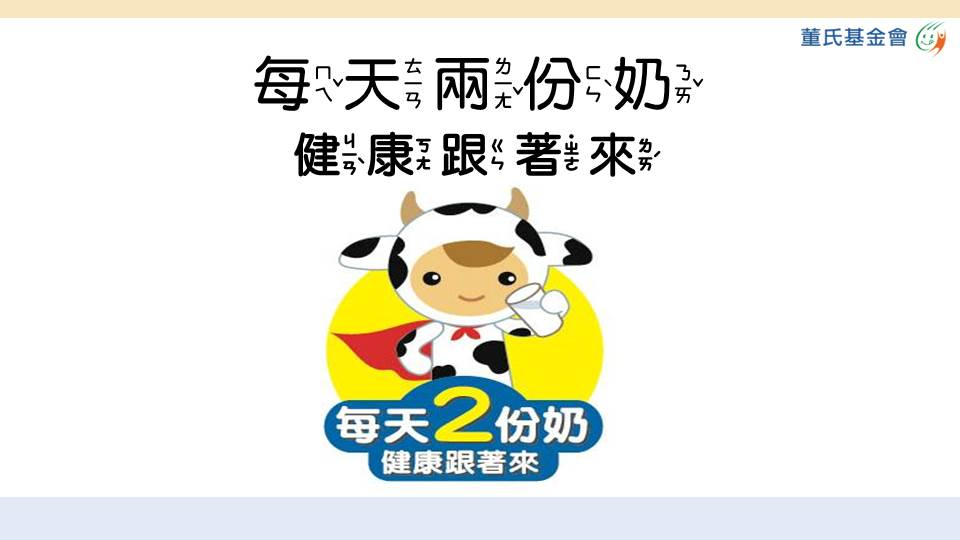 董氏基金會
每ㄇㄟˇ天ㄊㄧㄢ兩ㄌㄧㄤˇ份ㄈㄣˋ奶ㄋㄞˇ
健ㄐㄧㄢˋ康ㄎㄤ跟ㄍㄣ著˙ㄓㄜ來ㄌㄞˊ
每天2份奶
健康跟著來